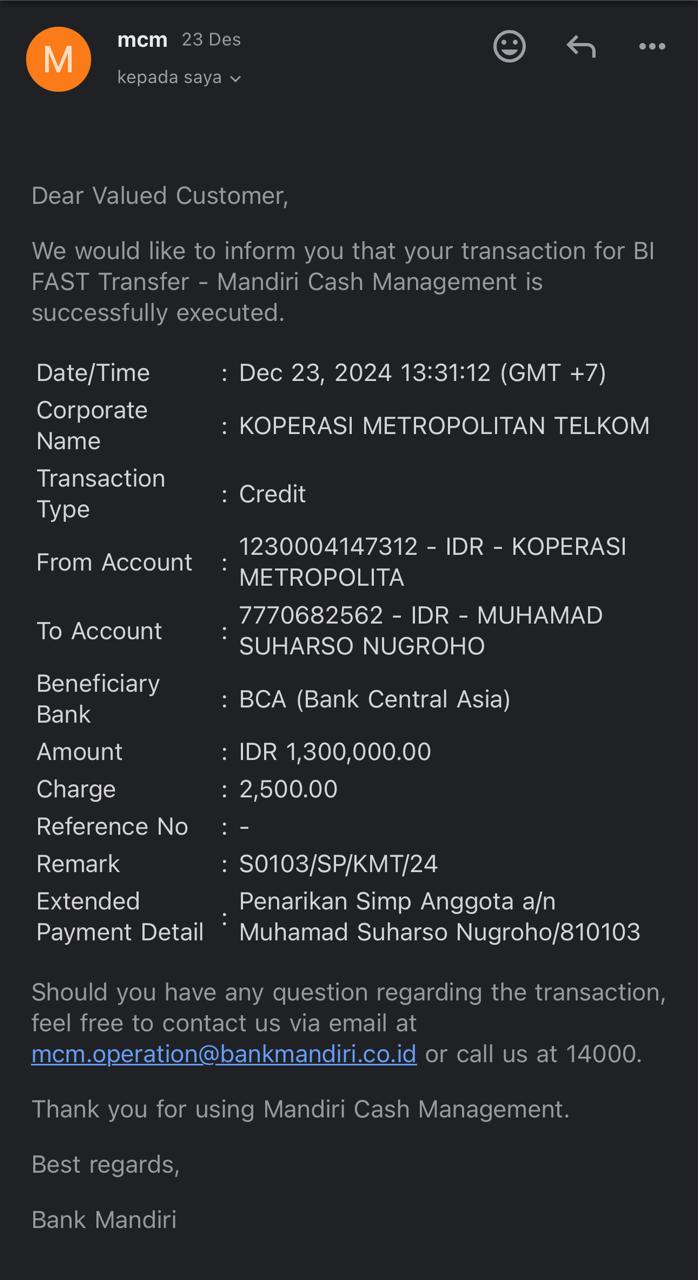 M
mcm 23 Des
kepada saya
Dear Valued Customer,
We would like to inform you that your transaction for BI
FAST Transfer - Mandiri Cash Management is
successfully executed.
Date/Time : Dec 23, 2024 13:31:12 (GMT +7)
Corporate
Name : KOPERASI METROPOLITAN TELKOM
Transaction
Type : Credit
From Account : 1230004147312 - IDR - KOPERASI
METROPOLITA
To Account : 7770682562 - IDR - MUHAMAD
SUHARSO NUGROHO
Beneficiary
Bank : BCA (Bank Central Asia)
Amount : IDR 1,300,000.00
Charge : 2,500.00
Reference No : -
Remark : S0103/SP/KMT/24
Extended
Payment Detail : Penarikan Simp Anggota a/n
Muhamad Suharso Nugroho/810103
Should you have any question regarding the transaction,
feel free to contact us via email at
mcm.operation@bankmandiri.co.id or call us at 14000.
Thank you for using Mandiri Cash Management.
Best regards,
Bank Mandiri